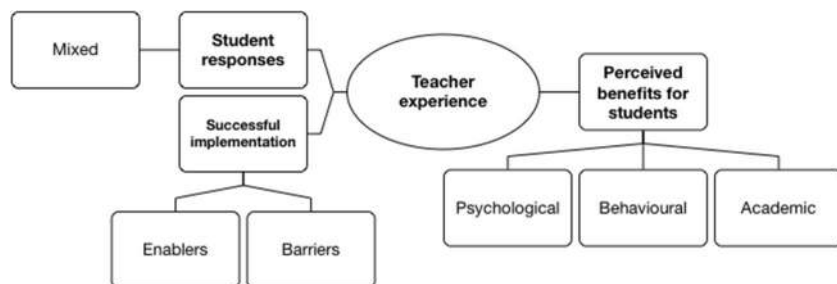 Mixed
Student
responses
Successful
implementation
Enablers
Barriers
Teacher
experience
Perceived
benefits for
students
Psychological
Behavioural
Academic